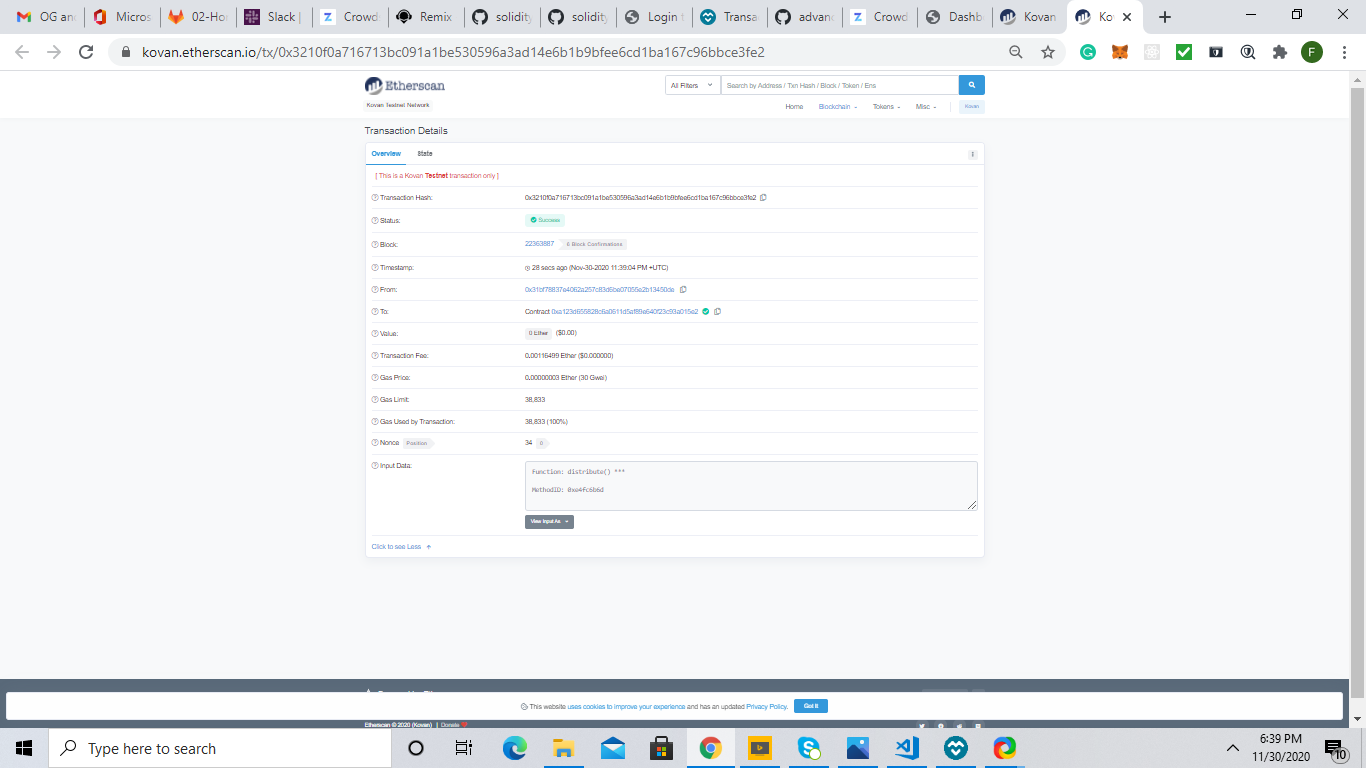 OG an
Micros
02-Hor
Slack |
Crowds
Remix
solidity
solidity
Login t
Transa
advanc
Crowd
Dashb
Kovan
Ko
kovan.etherscan.io/tx/0x3210f0a716713bc091a1be530596a3ad14e6b1b9bfee6cd1ba167c96bbce3fe2
F
Etherscan
All Filters
Search by Address / Txn Hash / Block / Token / Ens
Kovan Testnet Network
Home Blockchain Tokens Misc Kovan
Transaction Details
Overview State
[ This is a Kovan Testnet transaction only ]
Transaction Hash: 0x3210f0a716713bc091a1be530596a3ad14e6b1b9bfee6cd1ba167c96bbce3fe2
Status: Success
Block: 22363887 6 Block Confirmations
Timestamp: 28 secs ago (Nov-30-2020 11:39:04 PM +UTC)
From: 0x31bf78837e4062a257c83d6be07055e2b13450de
To: Contract 0xa123d655828c6a0611d5af89e640f23c93a015e2
Value: 0 Ether ($0.00)
Transaction Fee: 0.00116499 Ether ($0.000000)
Gas Price: 0.00000003 Ether (30 Gwei)
Gas Limit: 38,833
Gas Used by Transaction: 38,833 (100%)
Nonce Position 34 0
Input Data: Function: distribute() ***
MethodID: 0xe4fc6b6d
View Input As
Click to see Less
This website uses cookies to improve your experience and has an updated Privacy Policy. Got It
Etherscan © 2020 (Kovan) | Donate
Type here to search
6:39 PM
11/30/2020
10